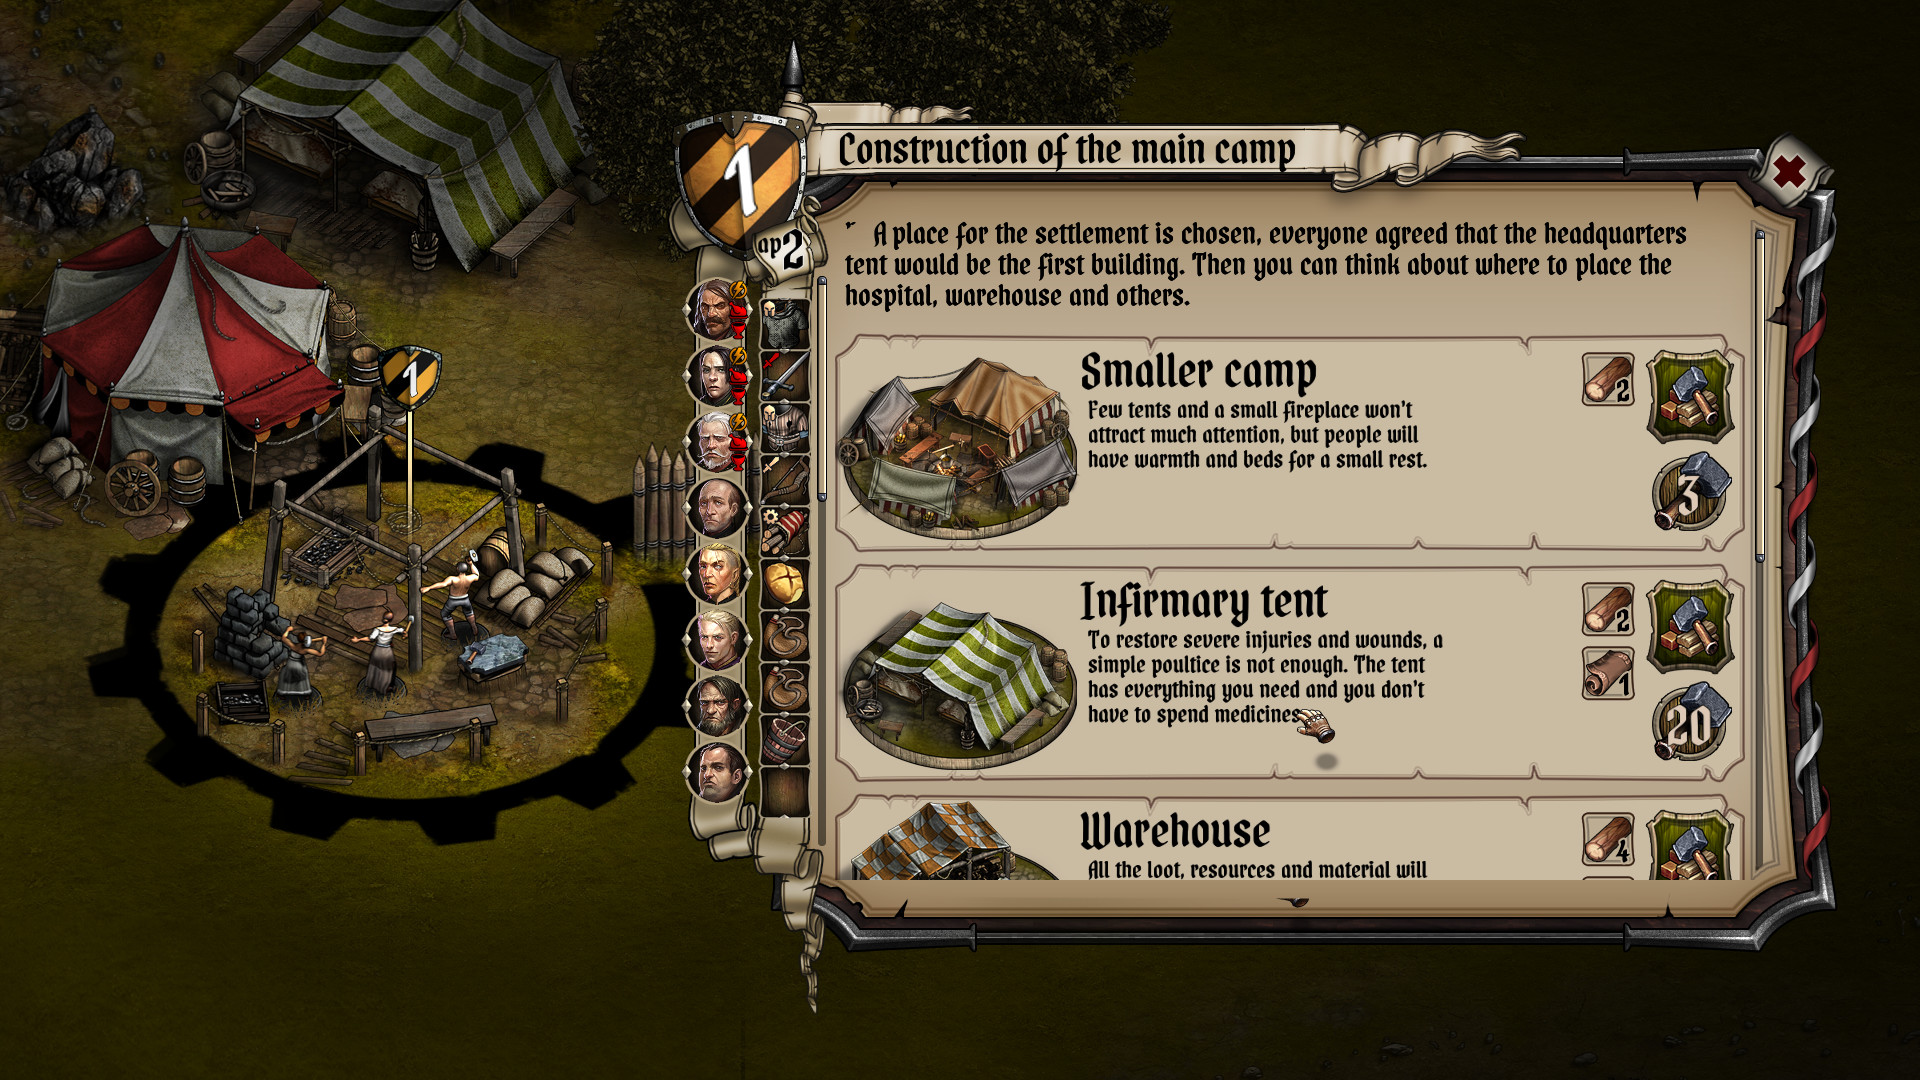 Construction of the main camp
1
ap2
A place for the settlement is chosen, everyone agreed that the headquarters
tent would be the first building. Then you can think about where to place the
hospital, warehouse and others.
1
Smaller camp
2
Few tents and a small fireplace won't
attract much attention, but people will
have warmth and beds for a small rest.
3
Infirmary tent
2
To restore severe injuries and wounds, a
simple poultice is not enough. The tent
has everything you need and you don't
have to spend medicines
1
20
Warehouse
4
All the loot, resources and material will